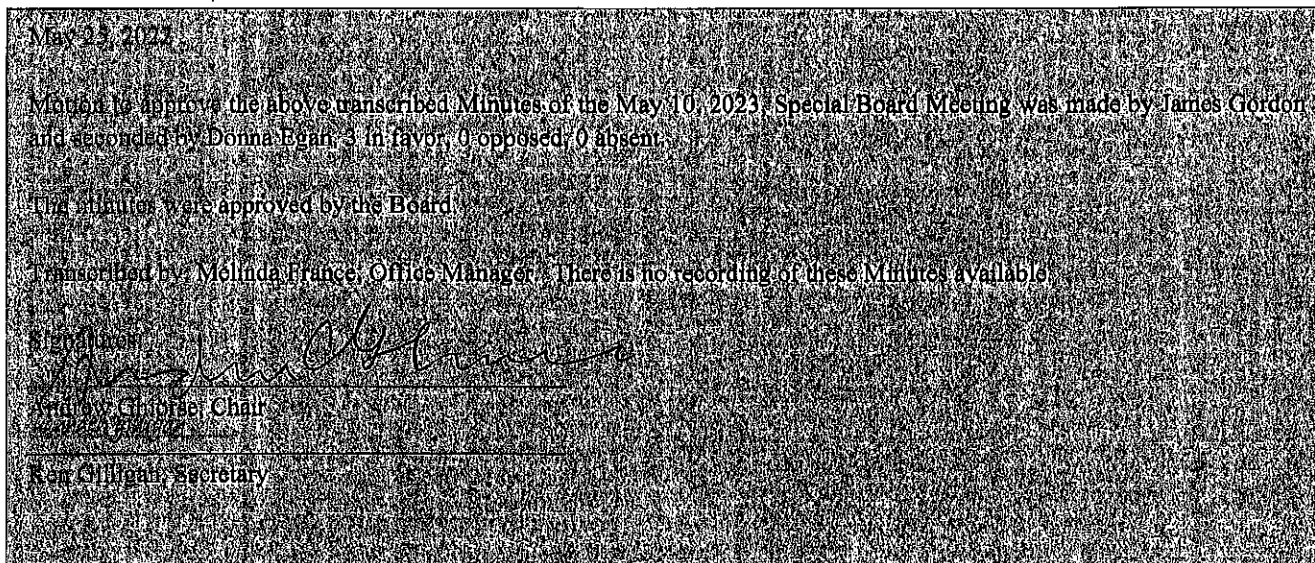 May 23, 2022
Motion to approve the above transcribed Minutes of the May 10, 2023, Special Board Meeting was made by James Gordon
and seconded by Donna Egan, 3 in favor, 0 opposed, 0 absent.
The minutes were approved by the Board.
Transcribed by: Melinda France, Office Manager. There is no recording of these Minutes available.
Signatures:
Andrew Ghiorse, Chair
Ken Gilligan, Secretary